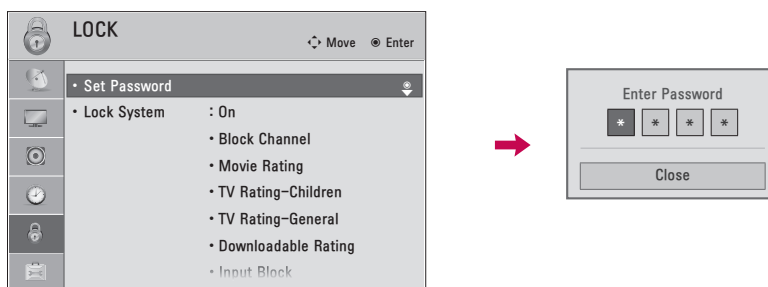 LOCK
Move Enter
• Set Password
• Lock System : On
• Block Channel
• Movie Rating
• TV Rating-Children
• TV Rating-General
• Downloadable Rating
• Input Block
Enter Password
* * * *
Close